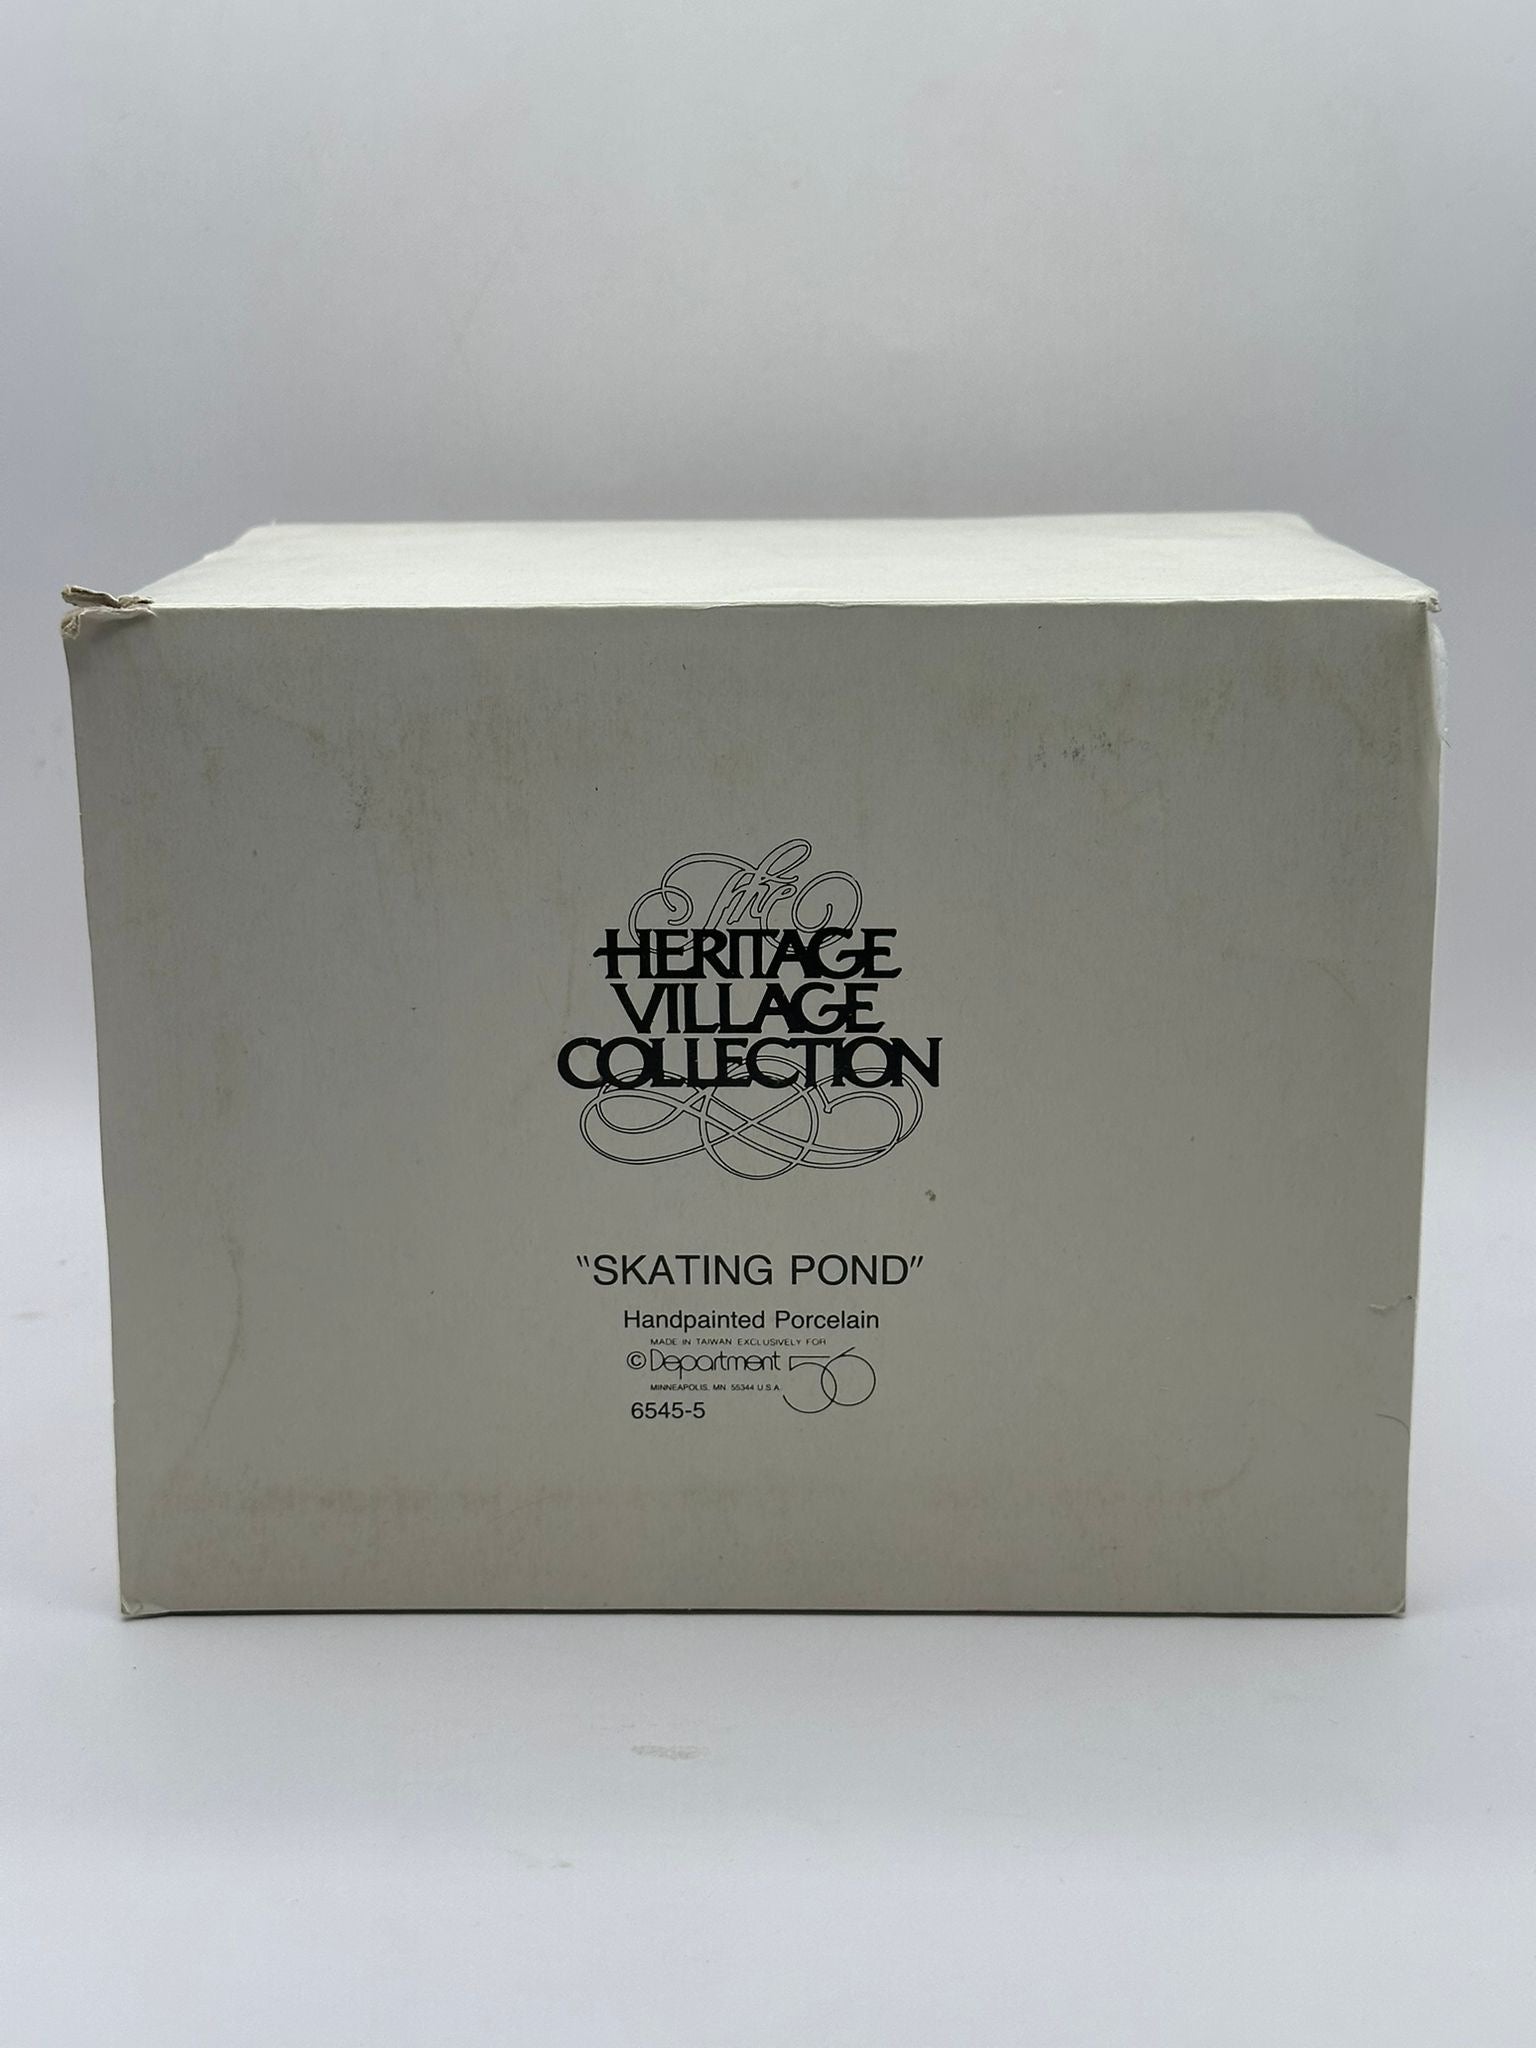 The
HERITAGE
VILLAGE
COLLECTION
"SKATING POND"
Handpainted Porcelain
MADE IN TAIWAN EXCLUSIVELY FOR
©Department 56
MINNEAPOLIS, MN 55344 U.S.A.
6545-5